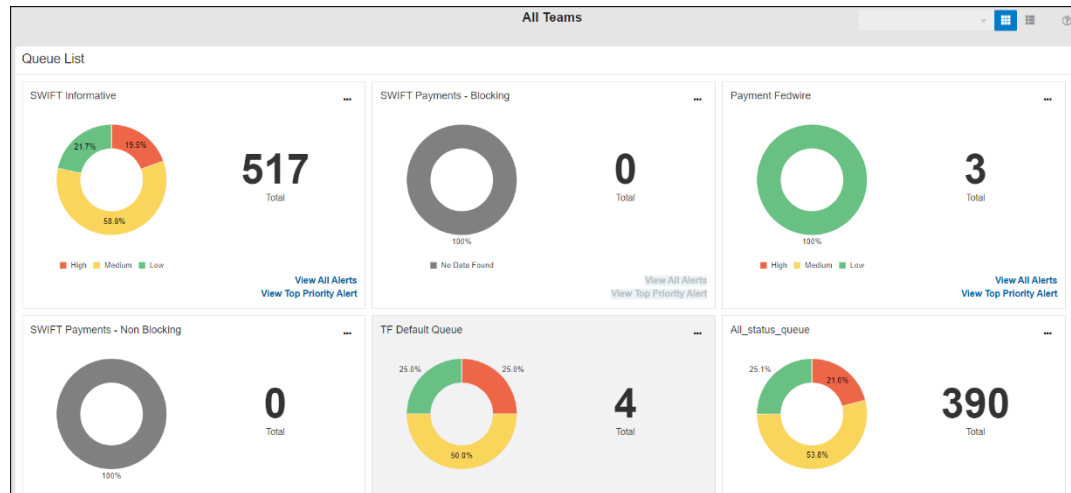 All Teams
Queue List
SWIFT Informative
...
21.7%
19.5%
58.8%
517
Total
High Medium Low
View All Alerts
View Top Priority Alert
SWIFT Payments - Blocking
...
100%
0
Total
No Data Found
View All Alerts
View Top Priority Alert
Payment Fedwire
...
100%
3
Total
High Medium Low
View All Alerts
View Top Priority Alert
SWIFT Payments - Non Blocking
...
100%
0
Total
TF Default Queue
...
25.0%
25.0%
50.0%
4
Total
All_status_queue
...
25.1%
21.0%
53.8%
390
Total